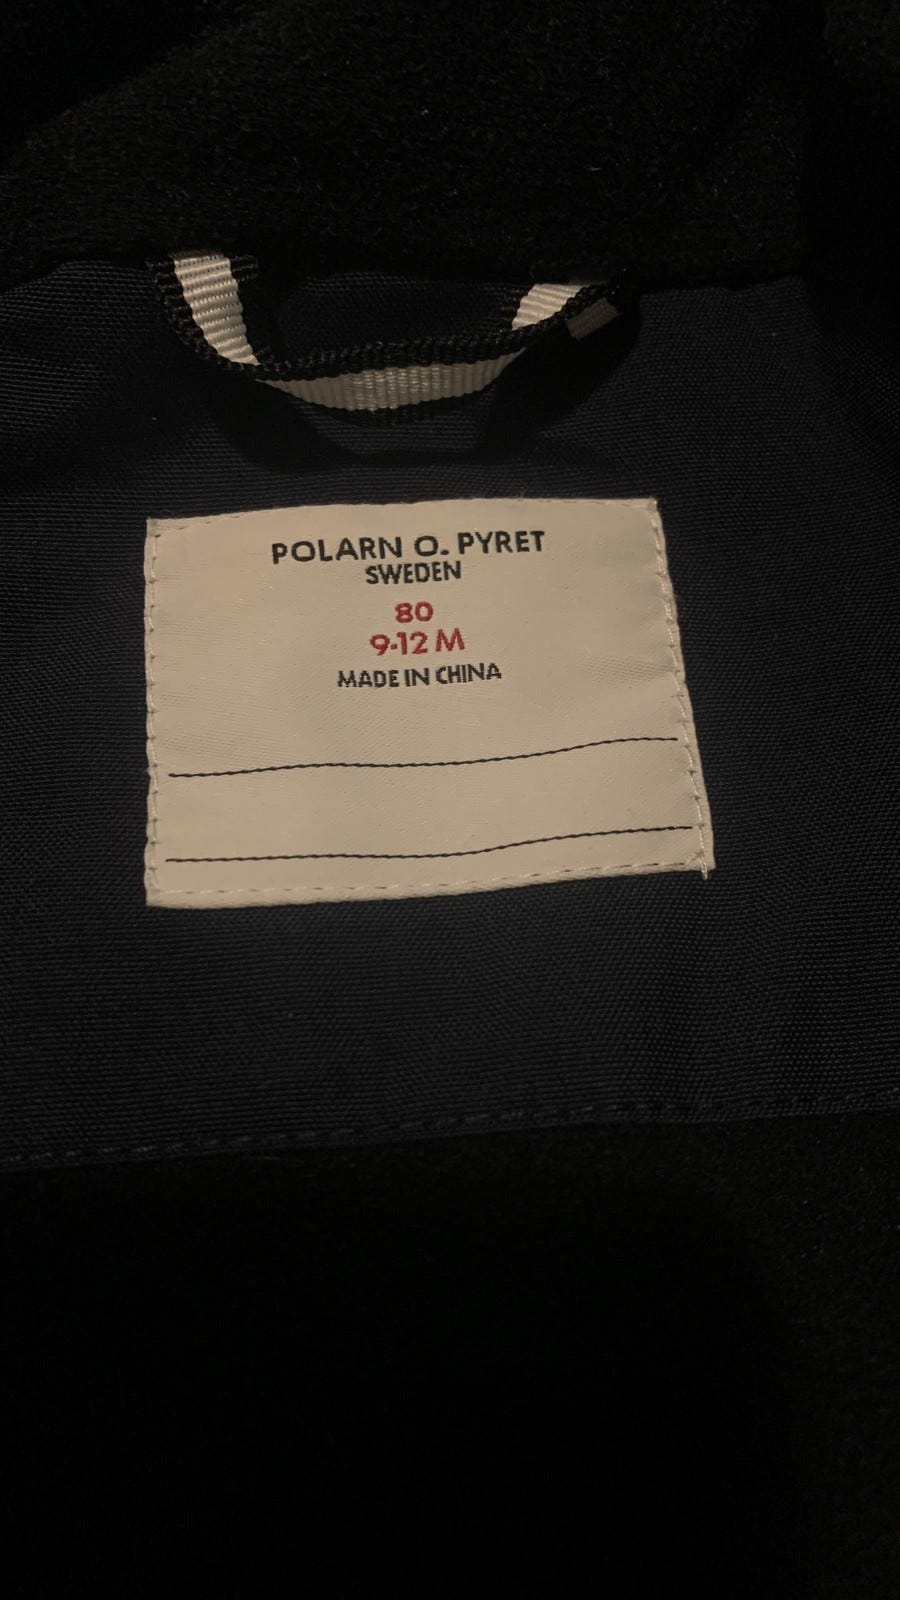 POLARN O. PYRET
SWEDEN
80
9-12 M
MADE IN CHINA